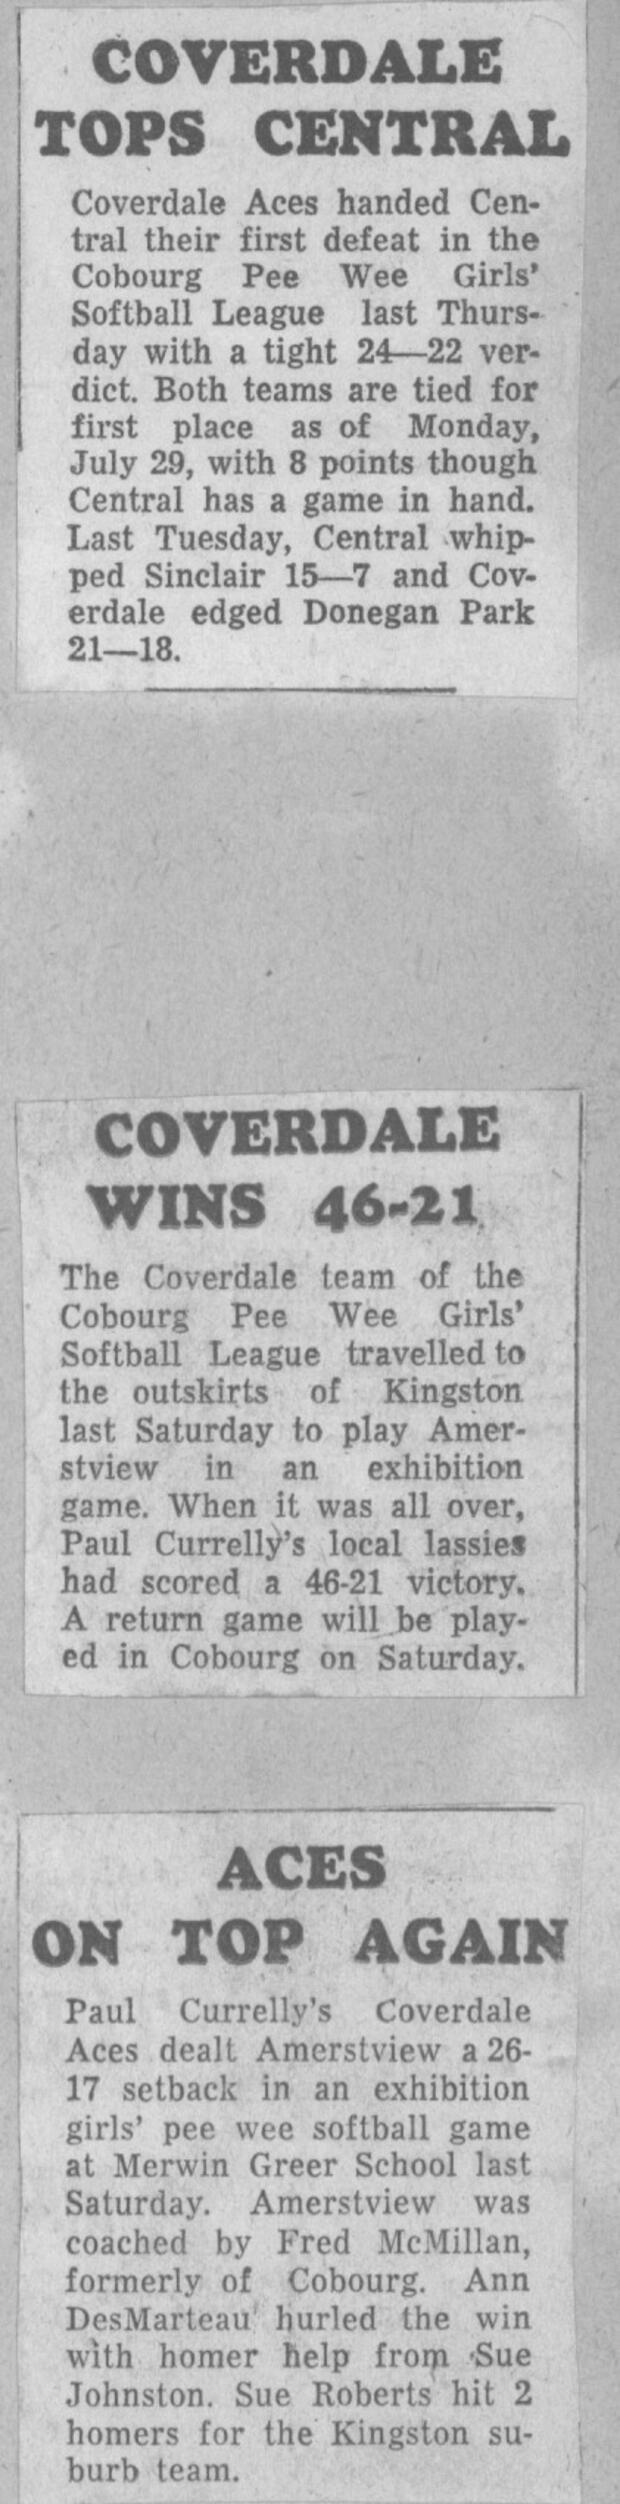 COVERDALE
TOPS CENTRAL
Coverdale Aces handed Cen-
tral their first defeat in the
Cobourg Pee Wee Girls'
Softball League last Thurs-
day with a tight 24—22 ver-
dict. Both teams are tied for
first place as of Monday,
July 29, with 8 points though
Central has a game in hand.
Last Tuesday, Central whip-
ped Sinclair 15—7 and Cov-
erdale edged Donegan Park
21—18.
COVERDALE
WINS 46-21
The Coverdale team of the
Cobourg Pee Wee Girls'
Softball League travelled to
the outskirts of Kingston
last Saturday to play Amer-
stview in an exhibition
game. When it was all over,
Paul Currelly's local lassies
had scored a 46-21 victory.
A return game will be play-
ed in Cobourg on Saturday.
ACES
ON TOP AGAIN
Paul Currelly's Coverdale
Aces dealt Amerstview a 26-
17 setback in an exhibition
girls' pee wee softball game
at Merwin Greer School last
Saturday. Amerstview was
coached by Fred McMillan,
formerly of Cobourg. Ann
DesMarteau hurled the win
with homer help from Sue
Johnston. Sue Roberts hit 2
homers for the Kingston su-
burb team.